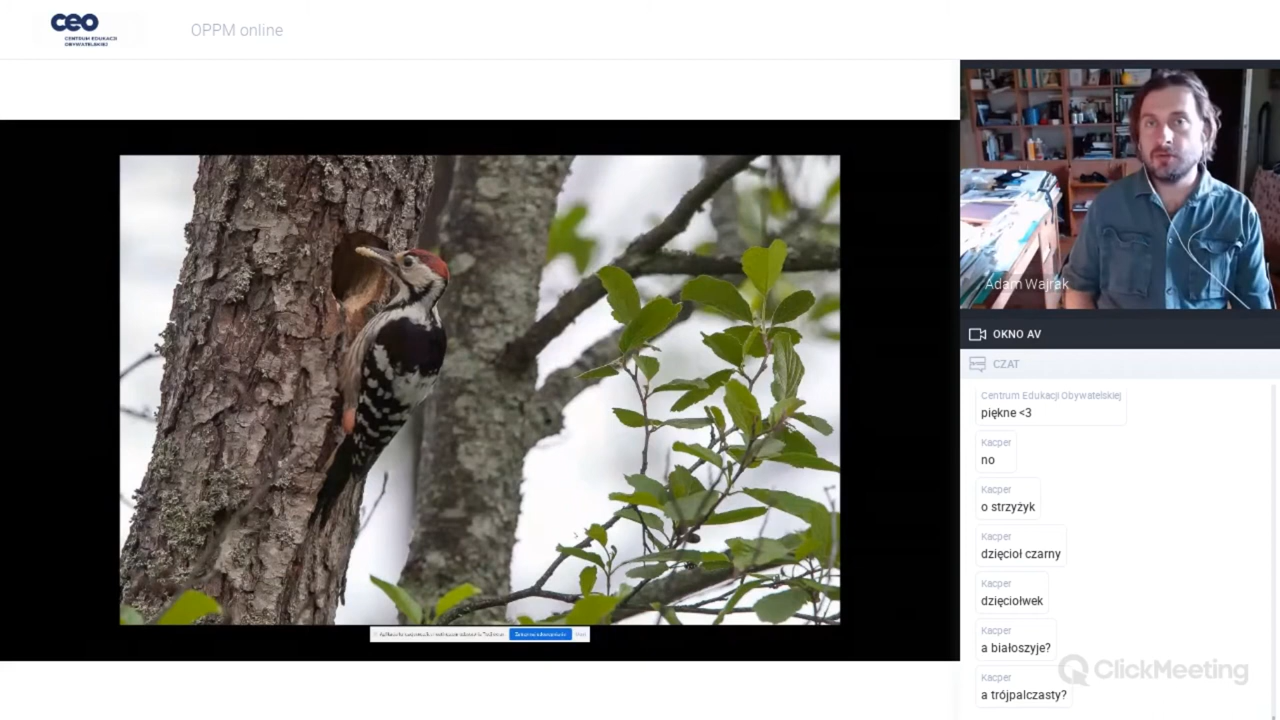 ceo
CENTRUM EDUKACJI
OBYWATELSKIEJ
OPPM online
Adam Wajrak
OKNO AV
CZAT
Centrum Edukacji Obywatelskiej
piękne <3
Kacper
no
Kacper
o strzyżyk
Kacper
dzięcioł czarny
Kacper
dzięciołwek
Kacper
a białoszyje?
Kacper
a trójpalczasty?
ClickMeeting